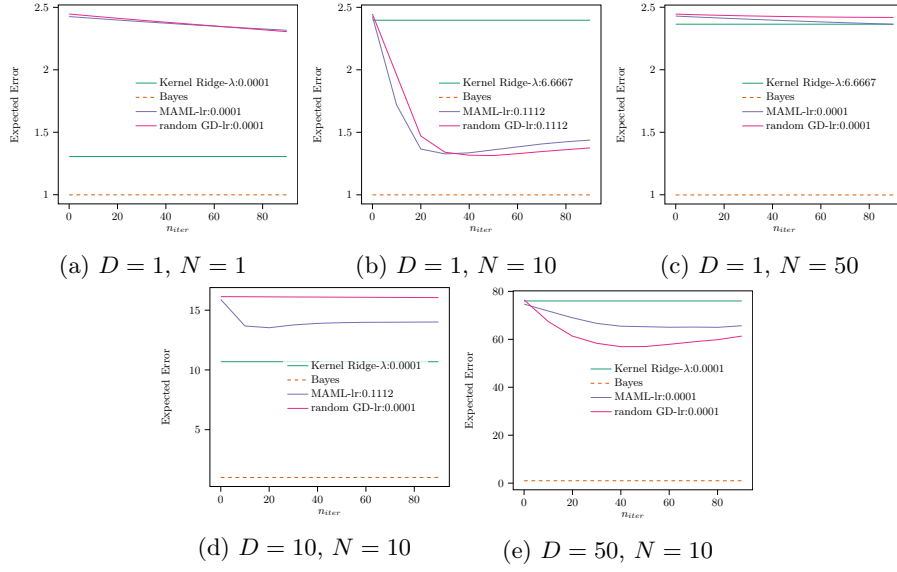 2.5
2
1.5
1
Expected Error
Kernel Ridge-λ:0.0001
Bayes
MAML-lr:0.0001
random GD-lr:0.0001
0 20 40 60 80
n_iter
(a) D = 1, N = 1
2.5
2
1.5
1
Expected Error
Kernel Ridge-λ:6.6667
Bayes
MAML-lr:0.1112
random GD-lr:0.1112
0 20 40 60 80
n_iter
(b) D = 1, N = 10
2.5
2
1.5
1
Expected Error
Kernel Ridge-λ:6.6667
Bayes
MAML-lr:0.0001
random GD-lr:0.0001
0 20 40 60 80
n_iter
(c) D = 1, N = 50
15
10
5
Expected Error
Kernel Ridge-λ:0.0001
Bayes
MAML-lr:0.1112
random GD-lr:0.0001
0 20 40 60 80
n_iter
(d) D = 10, N = 10
80
60
40
20
0
Expected Error
Kernel Ridge-λ:0.0001
Bayes
MAML-lr:0.0001
random GD-lr:0.0001
0 20 40 60 80
n_iter
(e) D = 50, N = 10